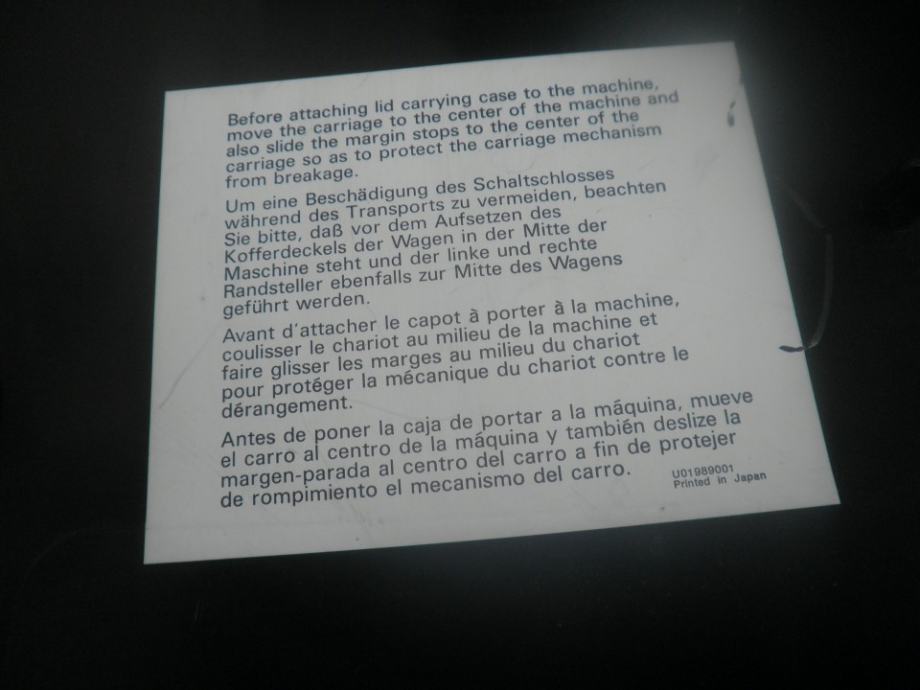 Before attaching lid carrying case to the machine,
move the carriage to the center of the machine and
also slide the margin stops to the center of the
carriage so as to protect the carriage mechanism
from breakage.
Um eine Beschädigung des Schaltschlosses
während des Transports zu vermeiden, beachten
Sie bitte, daß vor dem Aufsetzen des
Kofferdeckels der Wagen in der Mitte der
Maschine steht und der linke und rechte
Randsteller ebenfalls zur Mitte des Wagens
geführt werden.
Avant d'attacher le capot à porter à la machine,
coulisser le chariot au milieu de la machine et
faire glisser les marges au milieu du chariot
pour protéger la mécanique du chariot contre le
dérangement.
Antes de poner la caja de portar a la máquina, mueve
el carro al centro de la máquina y también deslize la
margen-parada al centro del carro a fin de protejer
de rompimiento el mecanismo del carro.
U01989001
Printed in Japan